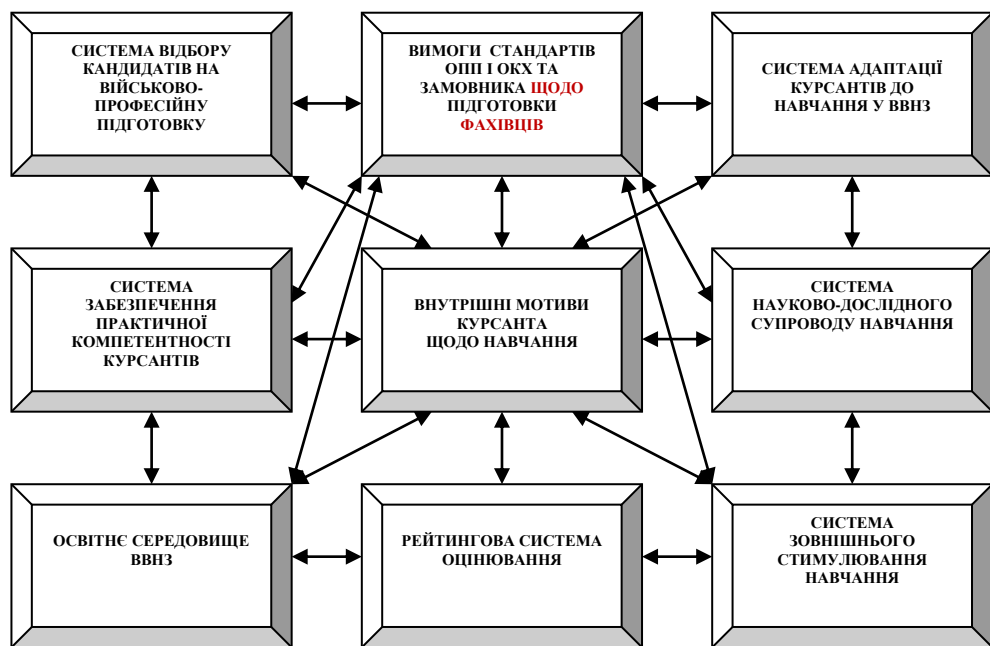 СИСТЕМА ВІДБОРУ
КАНДИДАТІВ НА
ВІЙСЬКОВО-
ПРОФЕСІЙНУ
ПІДГОТОВКУ
ВИМОГИ СТАНДАРТІВ
ОПП І ОКХ ТА
ЗАМОВНИКА ЩОДО
ПІДГОТОВКИ
ФАХІВЦІВ
СИСТЕМА АДАПТАЦІЇ
КУРСАНТІВ ДО
НАВЧАННЯ У ВВНЗ
СИСТЕМА
ЗАБЕЗПЕЧЕННЯ
ПРАКТИЧНОЇ
КОМПЕТЕНТНОСТІ
КУРСАНТІВ
ВНУТРІШНІ МОТИВИ
КУРСАНТА
ЩОДО НАВЧАННЯ
СИСТЕМА
НАУКОВО-ДОСЛІДНОГО
СУПРОВОДУ НАВЧАННЯ
ОСВІТНЄ СЕРЕДОВИЩЕ
ВВНЗ
РЕЙТИНГОВА СИСТЕМА
ОЦІНЮВАННЯ
СИСТЕМА
ЗОВНІШНЬОГО
СТИМУЛЮВАННЯ
НАВЧАННЯ